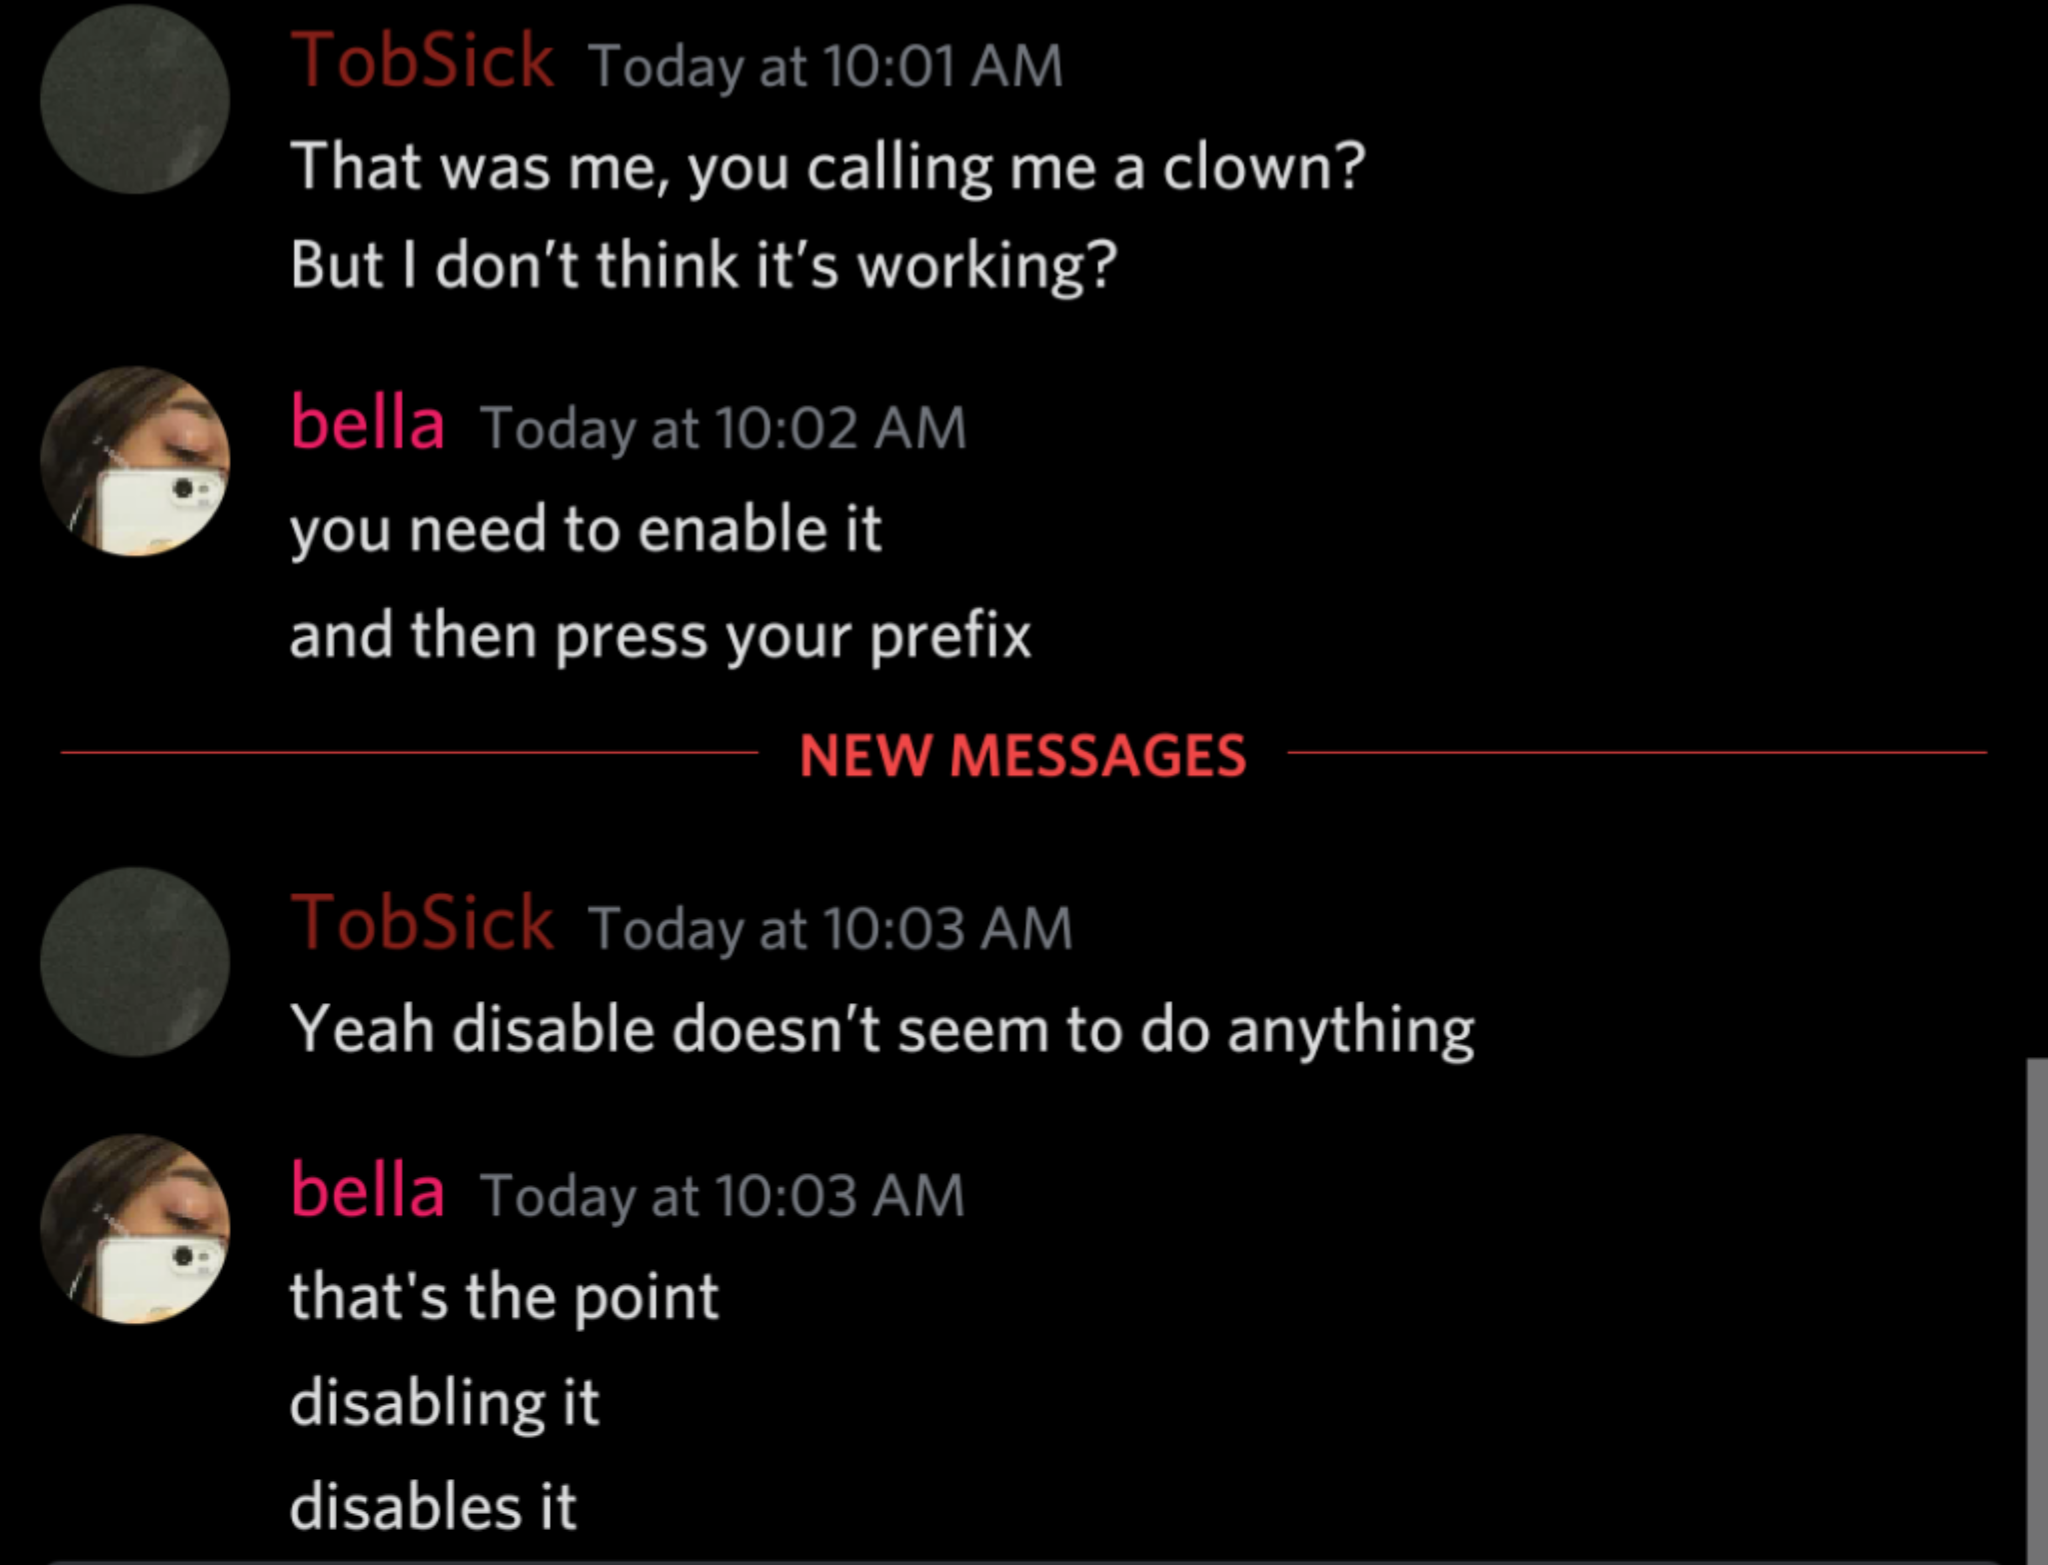 TobSick Today at 10:01 AM
That was me, you calling me a clown?
But I don’t think it’s working?
bella Today at 10:02 AM
you need to enable it
and then press your prefix
NEW MESSAGES
TobSick Today at 10:03 AM
Yeah disable doesn’t seem to do anything
bella Today at 10:03 AM
that's the point
disabling it
disables it